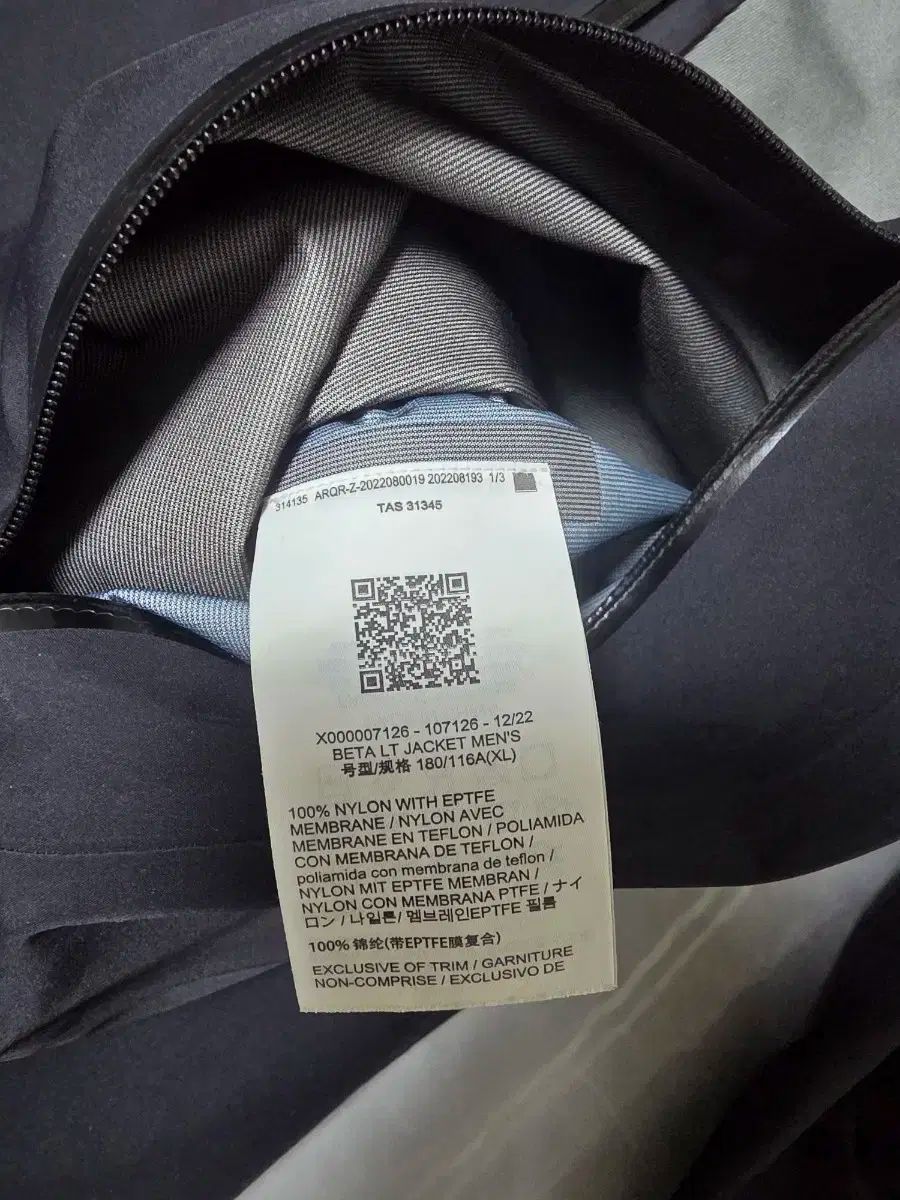 314135 ARQR-Z-2022080019 202208193 1/3
TAS 31345
X000007126 - 107126 - 12/22
BETA LT JACKET MEN'S
号型/规格 180/116A(XL)
100% NYLON WITH EPTFE
MEMBRANE / NYLON AVEC
MEMBRANE EN TEFLON / POLIAMIDA
CON MEMBRANA DE TEFLON /
poliamida con membrana de teflon /
NYLON MIT EPTFE MEMBRAN /
NYLON CON MEMBRANA PTFE / ナイ
ロン / 나일론/ 멤브레인EPTFE 필름
100% 锦纶(带EPTFE膜复合)
EXCLUSIVE OF TRIM / GARNITURE
NON-COMPRISE / EXCLUSIVO DE